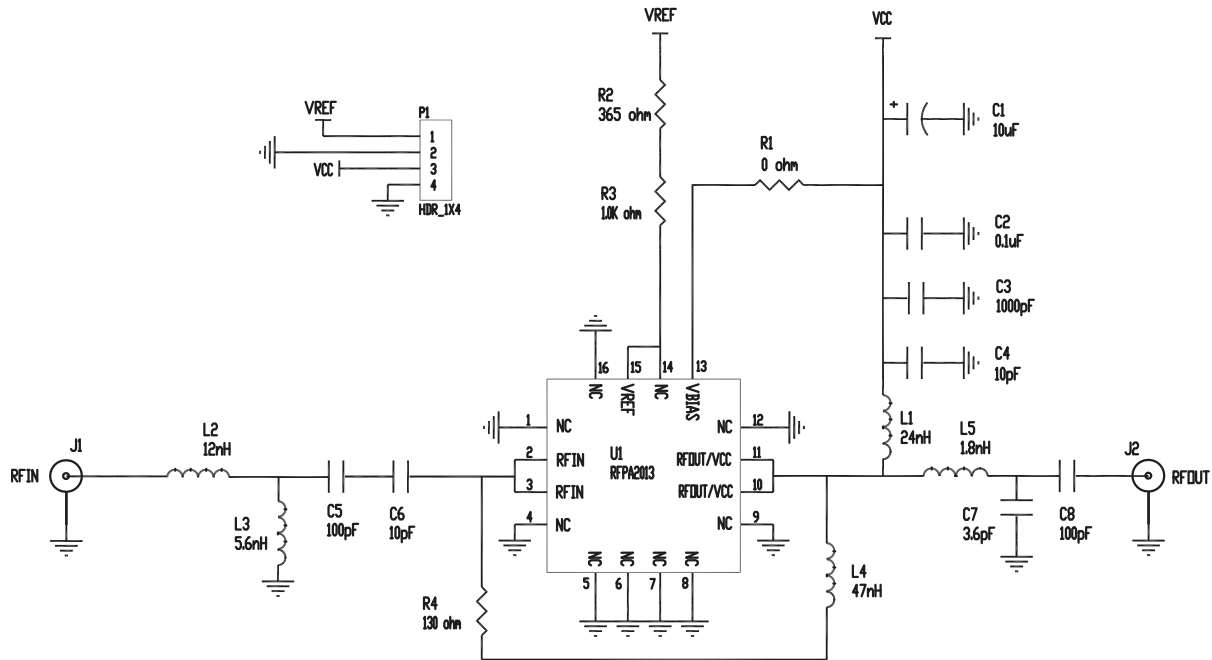 VREF
VCC
R2
365 ohm
C1
10uF
+
VREF
P1
1
2
VCC
3
4
HDR_1X4
R1
0 ohm
R3
1.0K ohm
C2
0.1uF
C3
1000pF
C4
10pF
16
15
14
13
NC
VREF
NC
VBIAS
1
NC
NC
12
L1
24nH
L5
1.8nH
J2
L2
12nH
J1
RFIN
2
RFIN
U1
RFPA2013
RFOUT/VCC
11
3
RFIN
RFOUT/VCC
10
RFOUT
C5
100pF
C6
10pF
L3
5.6nH
4
NC
NC
9
C7
3.6pF
C8
100pF
NC
NC
NC
NC
5
6
7
8
L4
47nH
R4
130 ohm